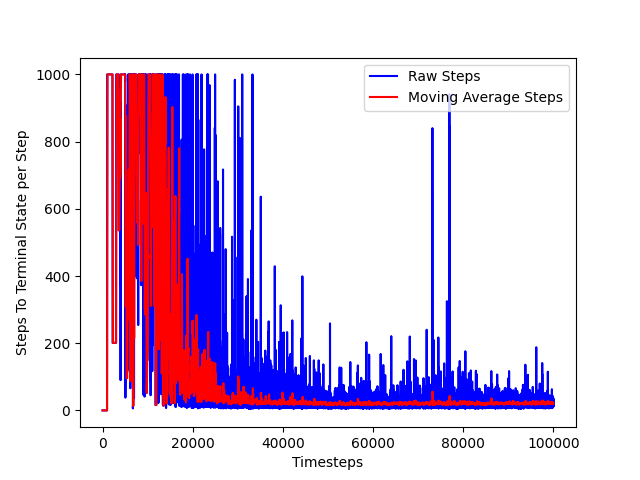 Raw Steps
Moving Average Steps
1000
800
600
400
200
0
Steps To Terminal State per Step
0 20000 40000 60000 80000 100000
Timesteps